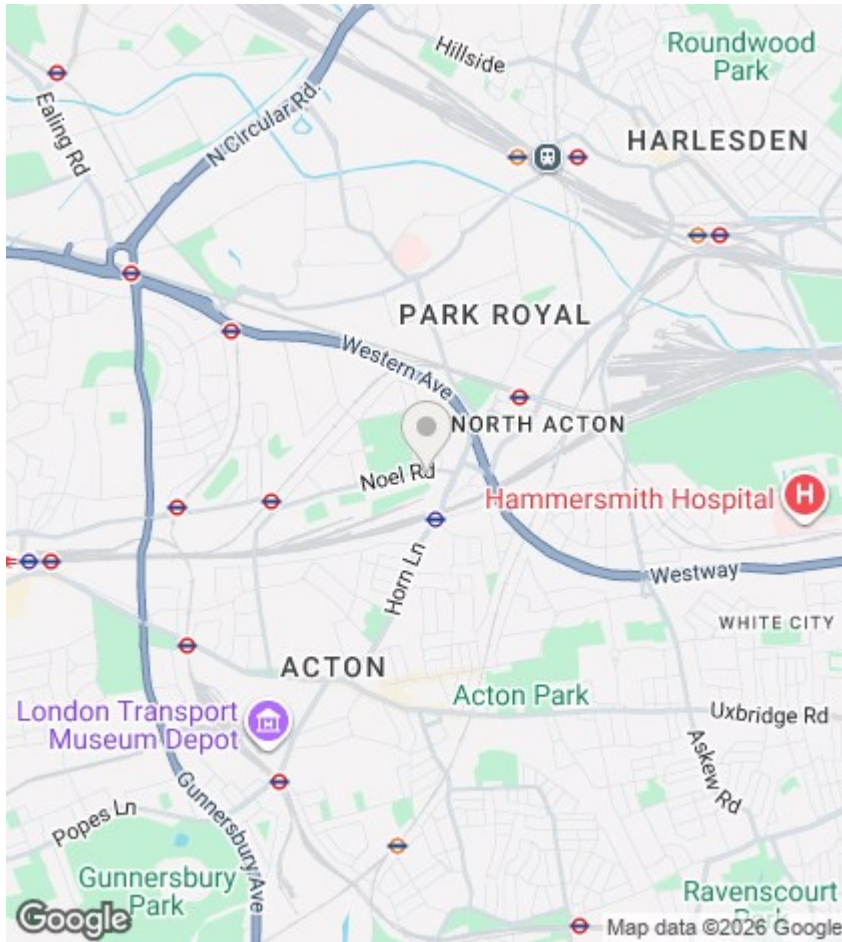 Hillside
Roundwood
Park
HARLESDEN
Ealing Rd
N Circular Rd.
PARK ROYAL
Western Ave
NORTH ACTON
Noel Rd
Hammersmith Hospital
H
Horn Ln
Westway
WHITE CITY
ACTON
Acton Park
London Transport
Museum Depot
Uxbridge Rd
Askew Rd
Gunnersbury Ave
Popes Ln
Gunnersbury
Park
Ravenscourt
Park
Google
Map data ©2026 Google